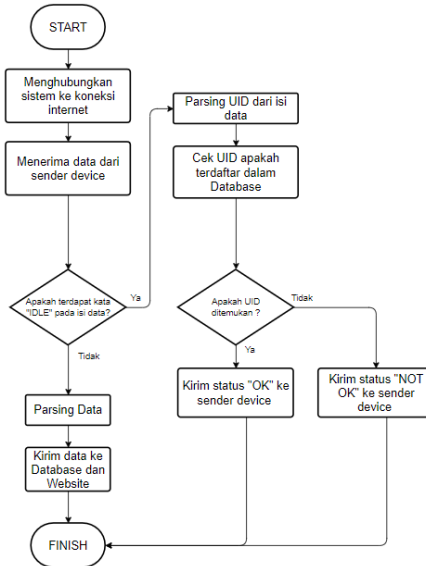 START
Menghubungkan
sistem ke koneksi
internet
Menerima data dari
sender device
Apakah terdapat kata
"IDLE" pada isi data?
Ya
Tidak
Parsing Data
Kirim data ke
Database dan
Website
FINISH
Parsing UID dari isi
data
Cek UID apakah
terdaftar dalam
Database
Apakah UID
ditemukan ?
Tidak
Ya
Kirim status "OK" ke
sender device
Kirim status "NOT
OK" ke sender
device